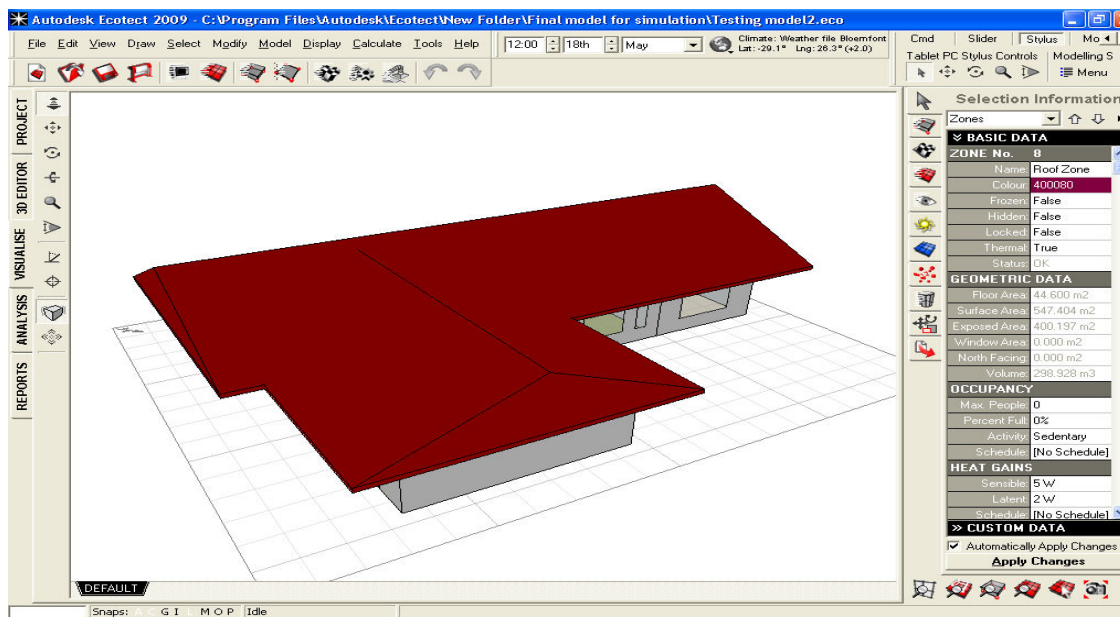 Autodesk Ecotect 2009 - C:\Program Files\Autodesk\Ecotect\New Folder\Final model for simulation\Testing model2.eco
File Edit View Draw Select Modify Model Display Calculate Tools Help
12:00 18th May
Climate: Weather file Bloemfont
Lat: -29.1° Lng: 26.3° (+2.0)
Cmd Slider Stylus Mo
Tablet PC Stylus Controls Modelling S
Menu
PROJECT
3D EDITOR
VISUALISE
ANALYSIS
REPORTS
Selection Information
Zones
BASIC DATA
ZONE No. 8
Name: Roof Zone
Colour: 400080
Frozen: False
Hidden: False
Locked: False
Thermal: True
Status: OK
GEOMETRIC DATA
Floor Area: 44.600 m2
Surface Area: 547.404 m2
Exposed Area: 400.197 m2
Window Area: 0.000 m2
North Facing: 0.000 m2
Volume: 298.928 m3
OCCUPANCY
Max. People: 0
Percent Full: 0%
Activity: Sedentary
Schedule: [No Schedule]
HEAT GAINS
Sensible: 5 W
Latent: 2 W
Schedule: [No Schedule]
CUSTOM DATA
Automatically Apply Changes
Apply Changes
DEFAULT
Snaps: A C G I L M O P Idle